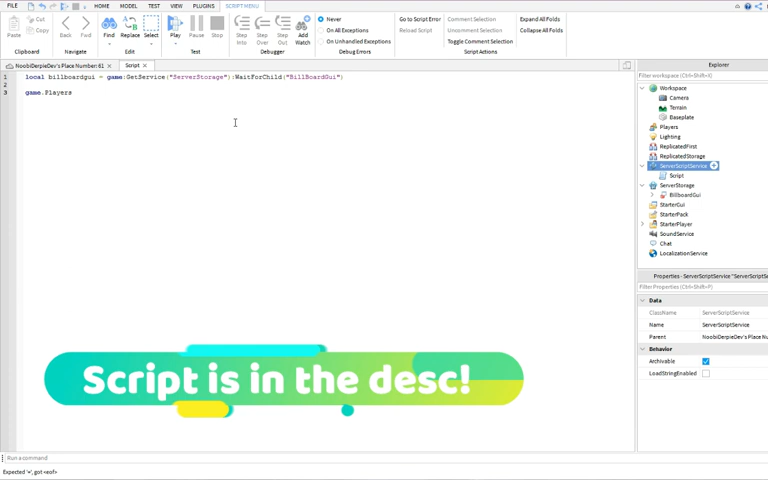 FILE
HOME
MODEL
TEST
VIEW
PLUGINS
SCRIPT MENU
Paste
Cut
Copy
Clipboard
Back
Fwd
Navigate
Find
Replace
Select
Edit
Play
Pause
Stop
Test
Step
Into
Step
Over
Step
Out
Add
Watch
Debugger
Never
On All Exceptions
On Unhandled Exceptions
Debug Errors
Go to Script Error
Reload Script
Comment Selection
Uncomment Selection
Toggle Comment Selection
Script Actions
Expand All Folds
Collapse All Folds
NoobiDerpieDev's Place Number: 61
Script
1 local billboardgui = game:GetService("ServerStorage"):WaitForChild("BillBoardGui")
2
3 game.Players
Script is in the desc!
Explorer
Filter workspace (Ctrl+Shift+X)
Workspace
Camera
Terrain
Baseplate
Players
Lighting
ReplicatedFirst
ReplicatedStorage
ServerScriptService
Script
ServerStorage
BillboardGui
StarterGui
StarterPack
StarterPlayer
SoundService
Chat
LocalizationService
Properties - ServerScriptService "ServerScriptSe
Filter Properties (Ctrl+Shift+P)
Data
ClassName ServerScriptService
Name ServerScriptService
Parent NoobiDerpieDev's Place Nu
Behavior
Archivable
LoadStringEnabled
Run a command
Expected '=', got <eof>